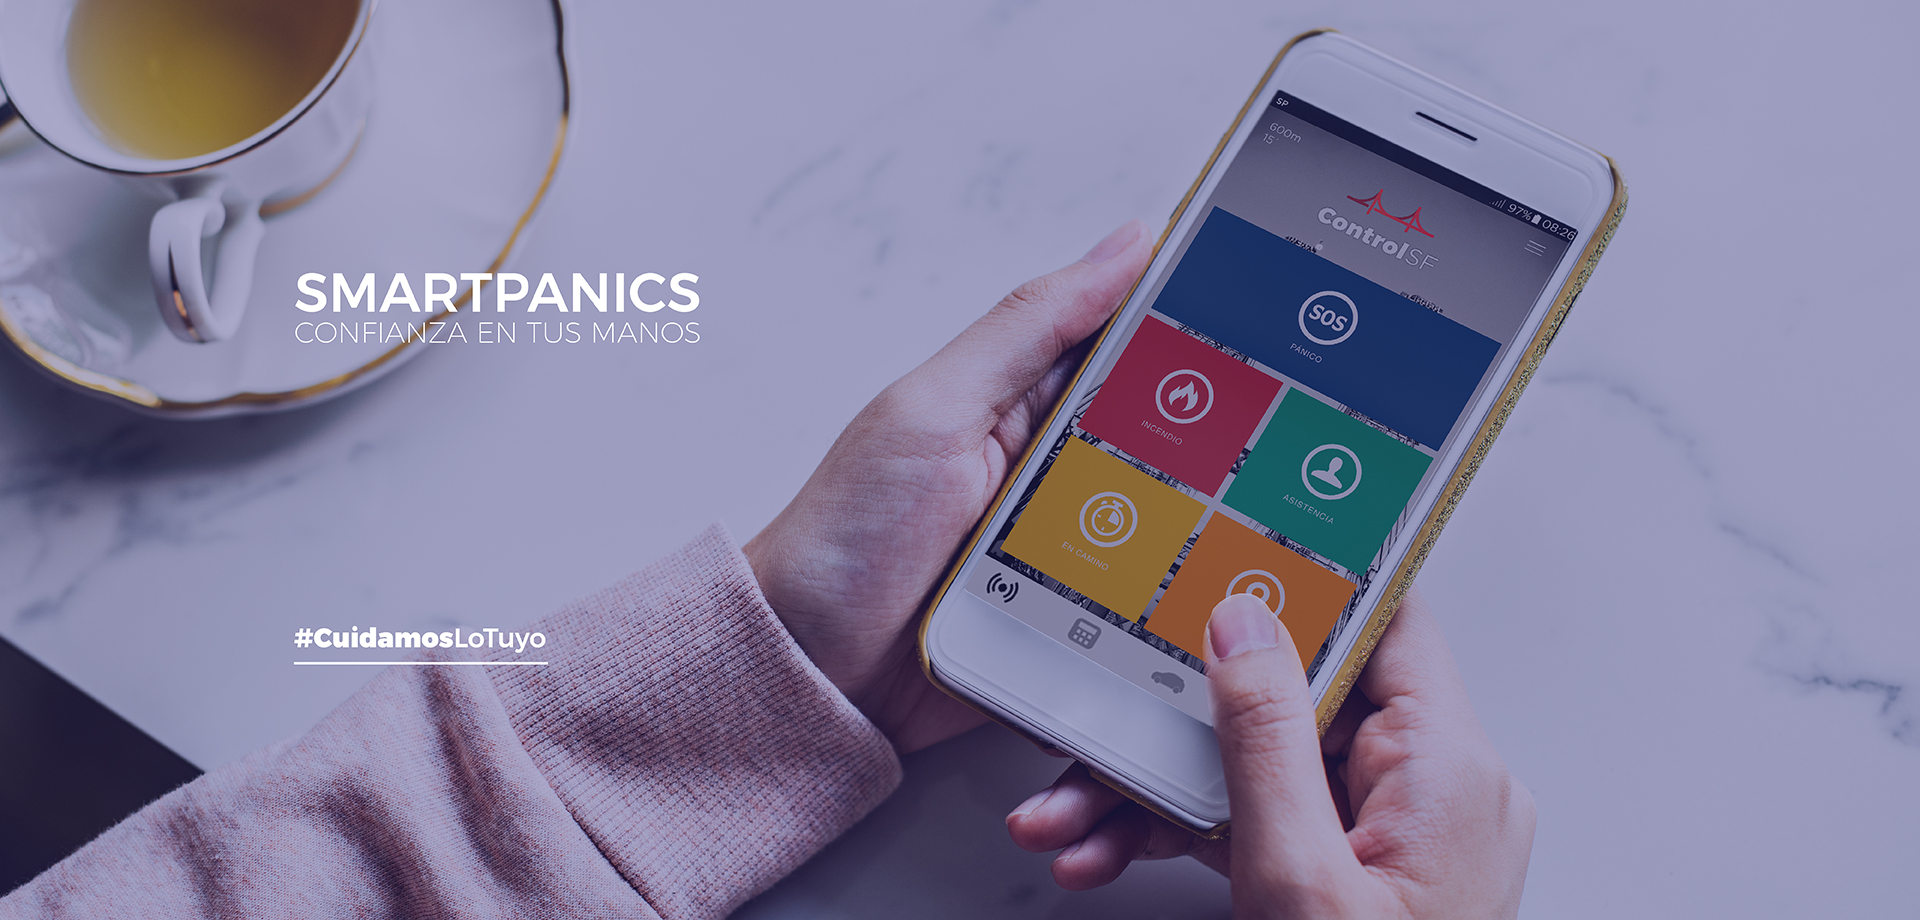 SMARTPANICS
CONFIANZA EN TUS MANOS
#CuidamosLoTuyo
SP
97% 08:26
600m
15
ControlSF
SOS
PÁNICO
INCENDIO
ASISTENCIA
EN CAMINO